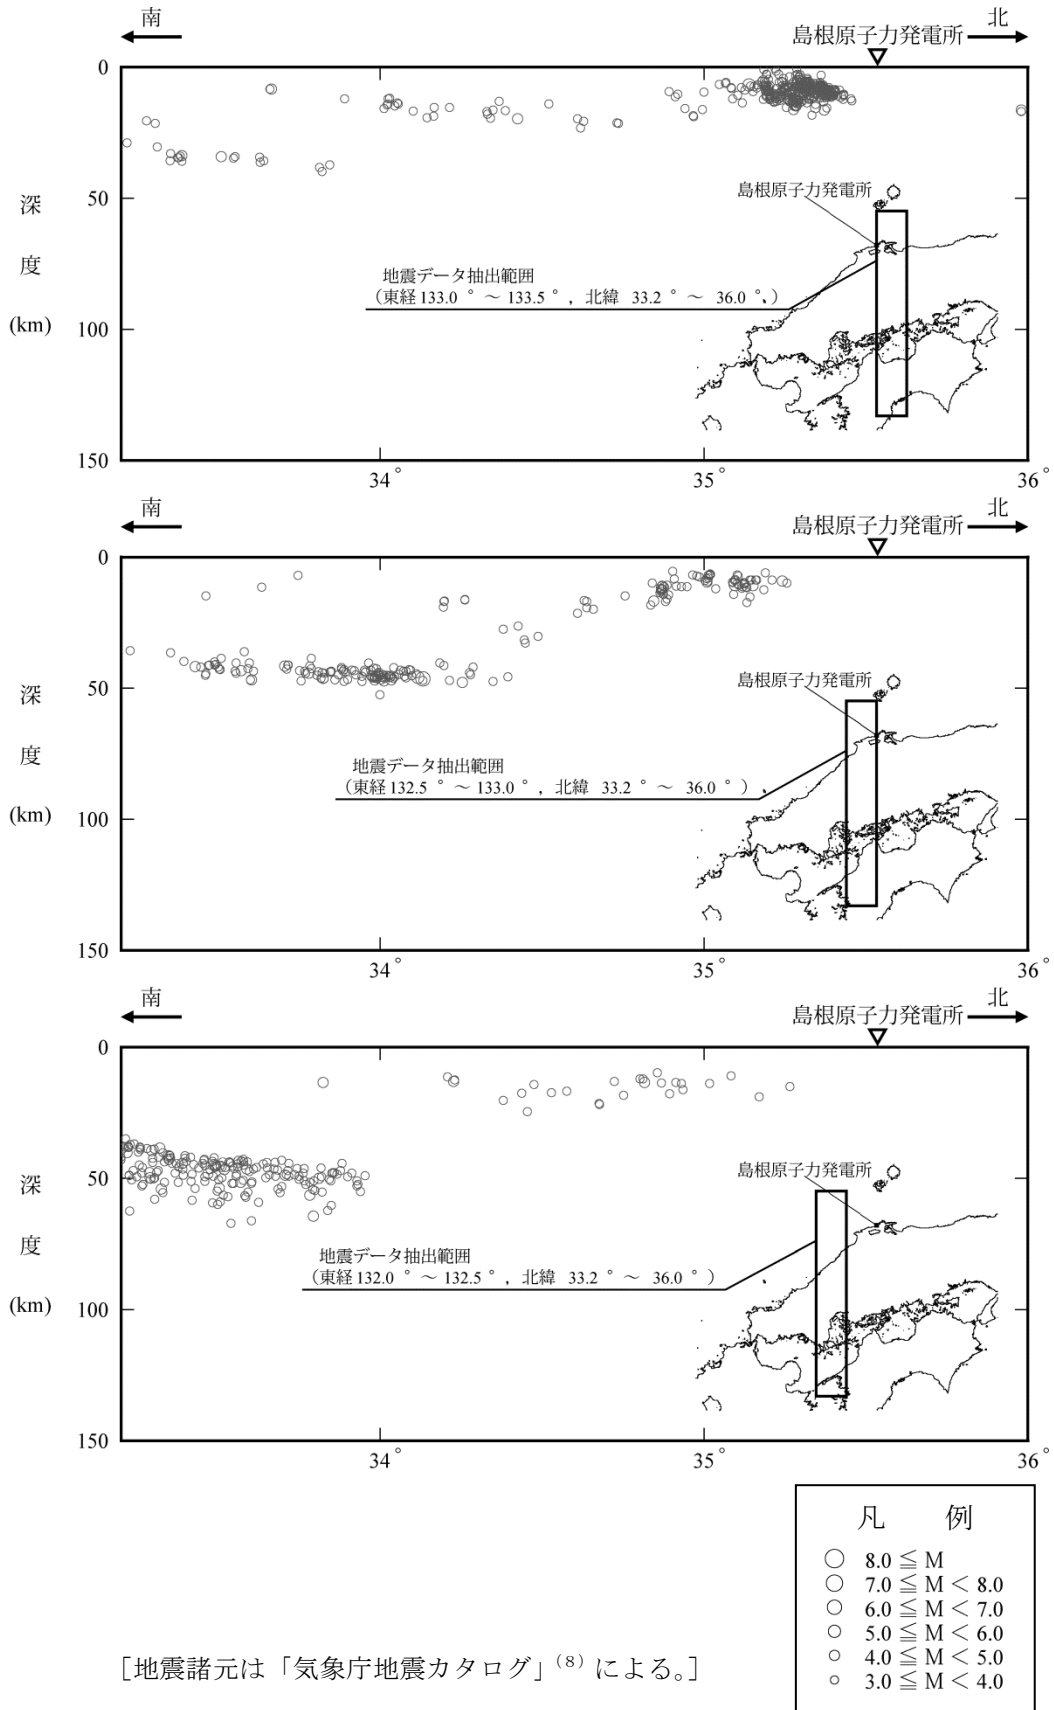 南
北
島根原子力発電所
0
50
100
150
深
度
(km)
島根原子力発電所
地震データ抽出範囲
（東経 133.0 ° ～ 133.5 ° , 北緯 33.2 ° ～ 36.0 ° ）
34°
35°
36°
南
北
島根原子力発電所
0
50
100
150
深
度
(km)
島根原子力発電所
地震データ抽出範囲
（東経 132.5 ° ～ 133.0 ° , 北緯 33.2 ° ～ 36.0 ° ）
34°
35°
36°
南
北
島根原子力発電所
0
50
100
150
深
度
(km)
島根原子力発電所
地震データ抽出範囲
（東経 132.0 ° ～ 132.5 ° , 北緯 33.2 ° ～ 36.0 ° ）
34°
35°
36°
凡　例
8.0 ≦ M
7.0 ≦ M < 8.0
6.0 ≦ M < 7.0
5.0 ≦ M < 6.0
4.0 ≦ M < 5.0
3.0 ≦ M < 4.0
［地震諸元は「気象庁地震カタログ」(8) による。］